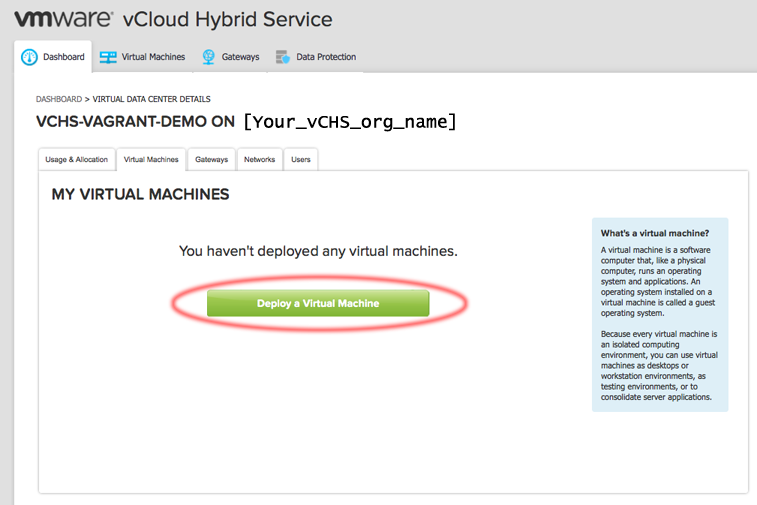 vmware® vCloud Hybrid Service
Dashboard Virtual Machines Gateways Data Protection
DASHBOARD > VIRTUAL DATA CENTER DETAILS
VCHS-VAGRANT-DEMO ON [Your_vCHS_org_name]
Usage & Allocation Virtual Machines Gateways Networks Users
MY VIRTUAL MACHINES
You haven't deployed any virtual machines.
Deploy a Virtual Machine
What's a virtual machine?
A virtual machine is a software
computer that, like a physical
computer, runs an operating
system and applications. An
operating system installed on a
virtual machine is called a guest
operating system.
Because every virtual machine is
an isolated computing
environment, you can use virtual
machines as desktops or
workstation environments, as
testing environments, or to
consolidate server applications.